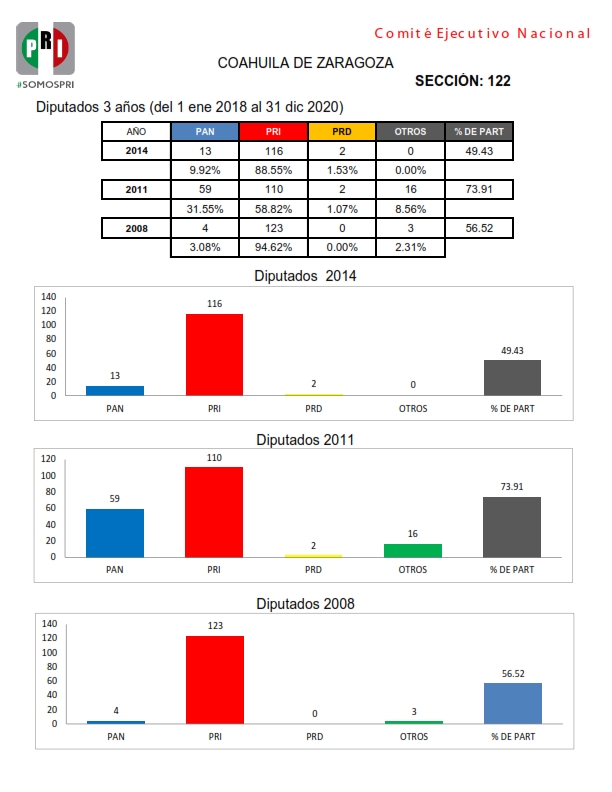 Comité Ejecutivo Nacional
PRI
#SOMOSPRI
COAHUILA DE ZARAGOZA
SECCIÓN: 122
Diputados 3 años (del 1 ene 2018 al 31 dic 2020)
AÑO PAN PRI PRD OTROS % DE PART
2014 13 116 2 0 49.43
9.92% 88.55% 1.53% 0.00%
2011 59 110 2 16 73.91
31.55% 58.82% 1.07% 8.56%
2008 4 123 0 3 56.52
3.08% 94.62% 0.00% 2.31%
Diputados 2014
140
120
100
80
60
40
20
0
13 116 2 0 49.43
PAN PRI PRD OTROS % DE PART
Diputados 2011
120
100
80
60
40
20
0
59 110 2 16 73.91
PAN PRI PRD OTROS % DE PART
Diputados 2008
140
120
100
80
60
40
20
0
4 123 0 3 56.52
PAN PRI PRD OTROS % DE PART